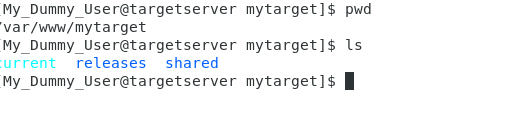 [My_Dummy_User@targetserver mytarget]$ pwd
/var/www/mytarget
[My_Dummy_User@targetserver mytarget]$ ls
current  releases  shared
[My_Dummy_User@targetserver mytarget]$